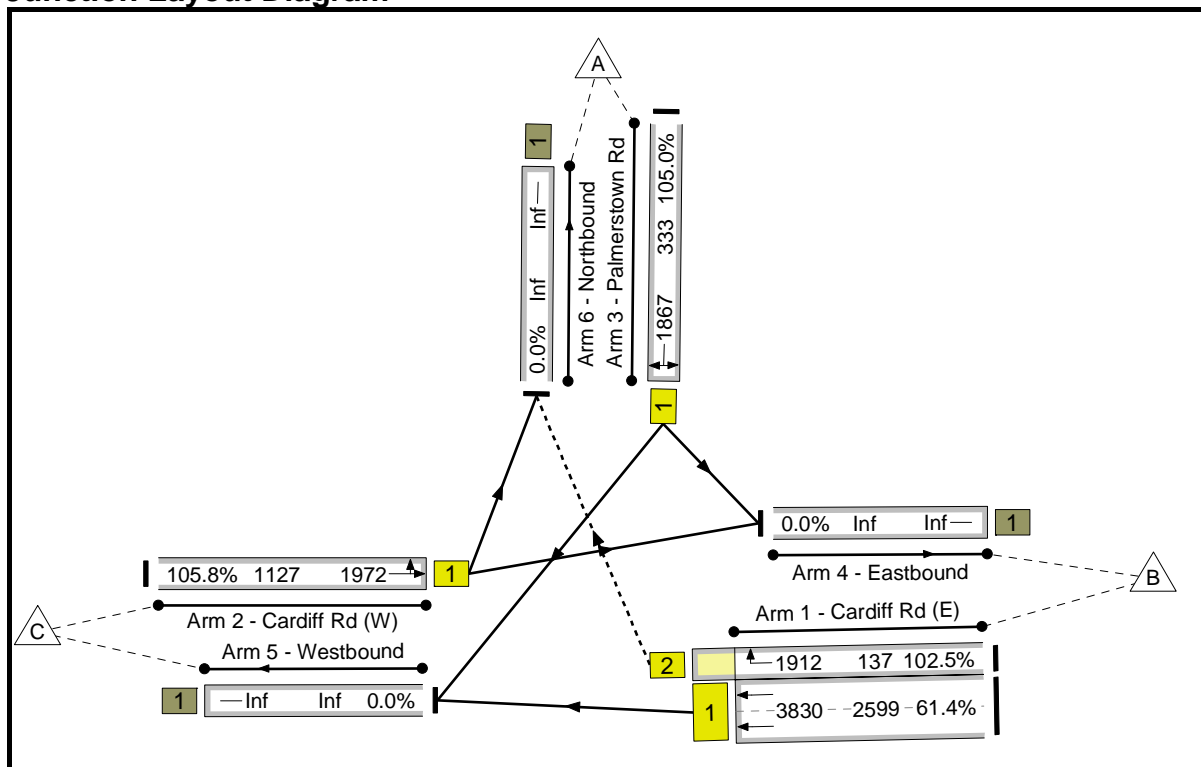 Junction Layout Diagram
A
1
1
Inf
Inf
0.0%
Arm 6 - Northbound
Arm 3 - Palmerstown Rd
105.0%
333
1867
1
0.0% Inf Inf
1
Arm 4 - Eastbound
B
105.8% 1127 1972
1
Arm 2 - Cardiff Rd (W)
C
Arm 5 - Westbound
1
Inf Inf 0.0%
Arm 1 - Cardiff Rd (E)
2
1912 137 102.5%
1
3830 2599 61.4%